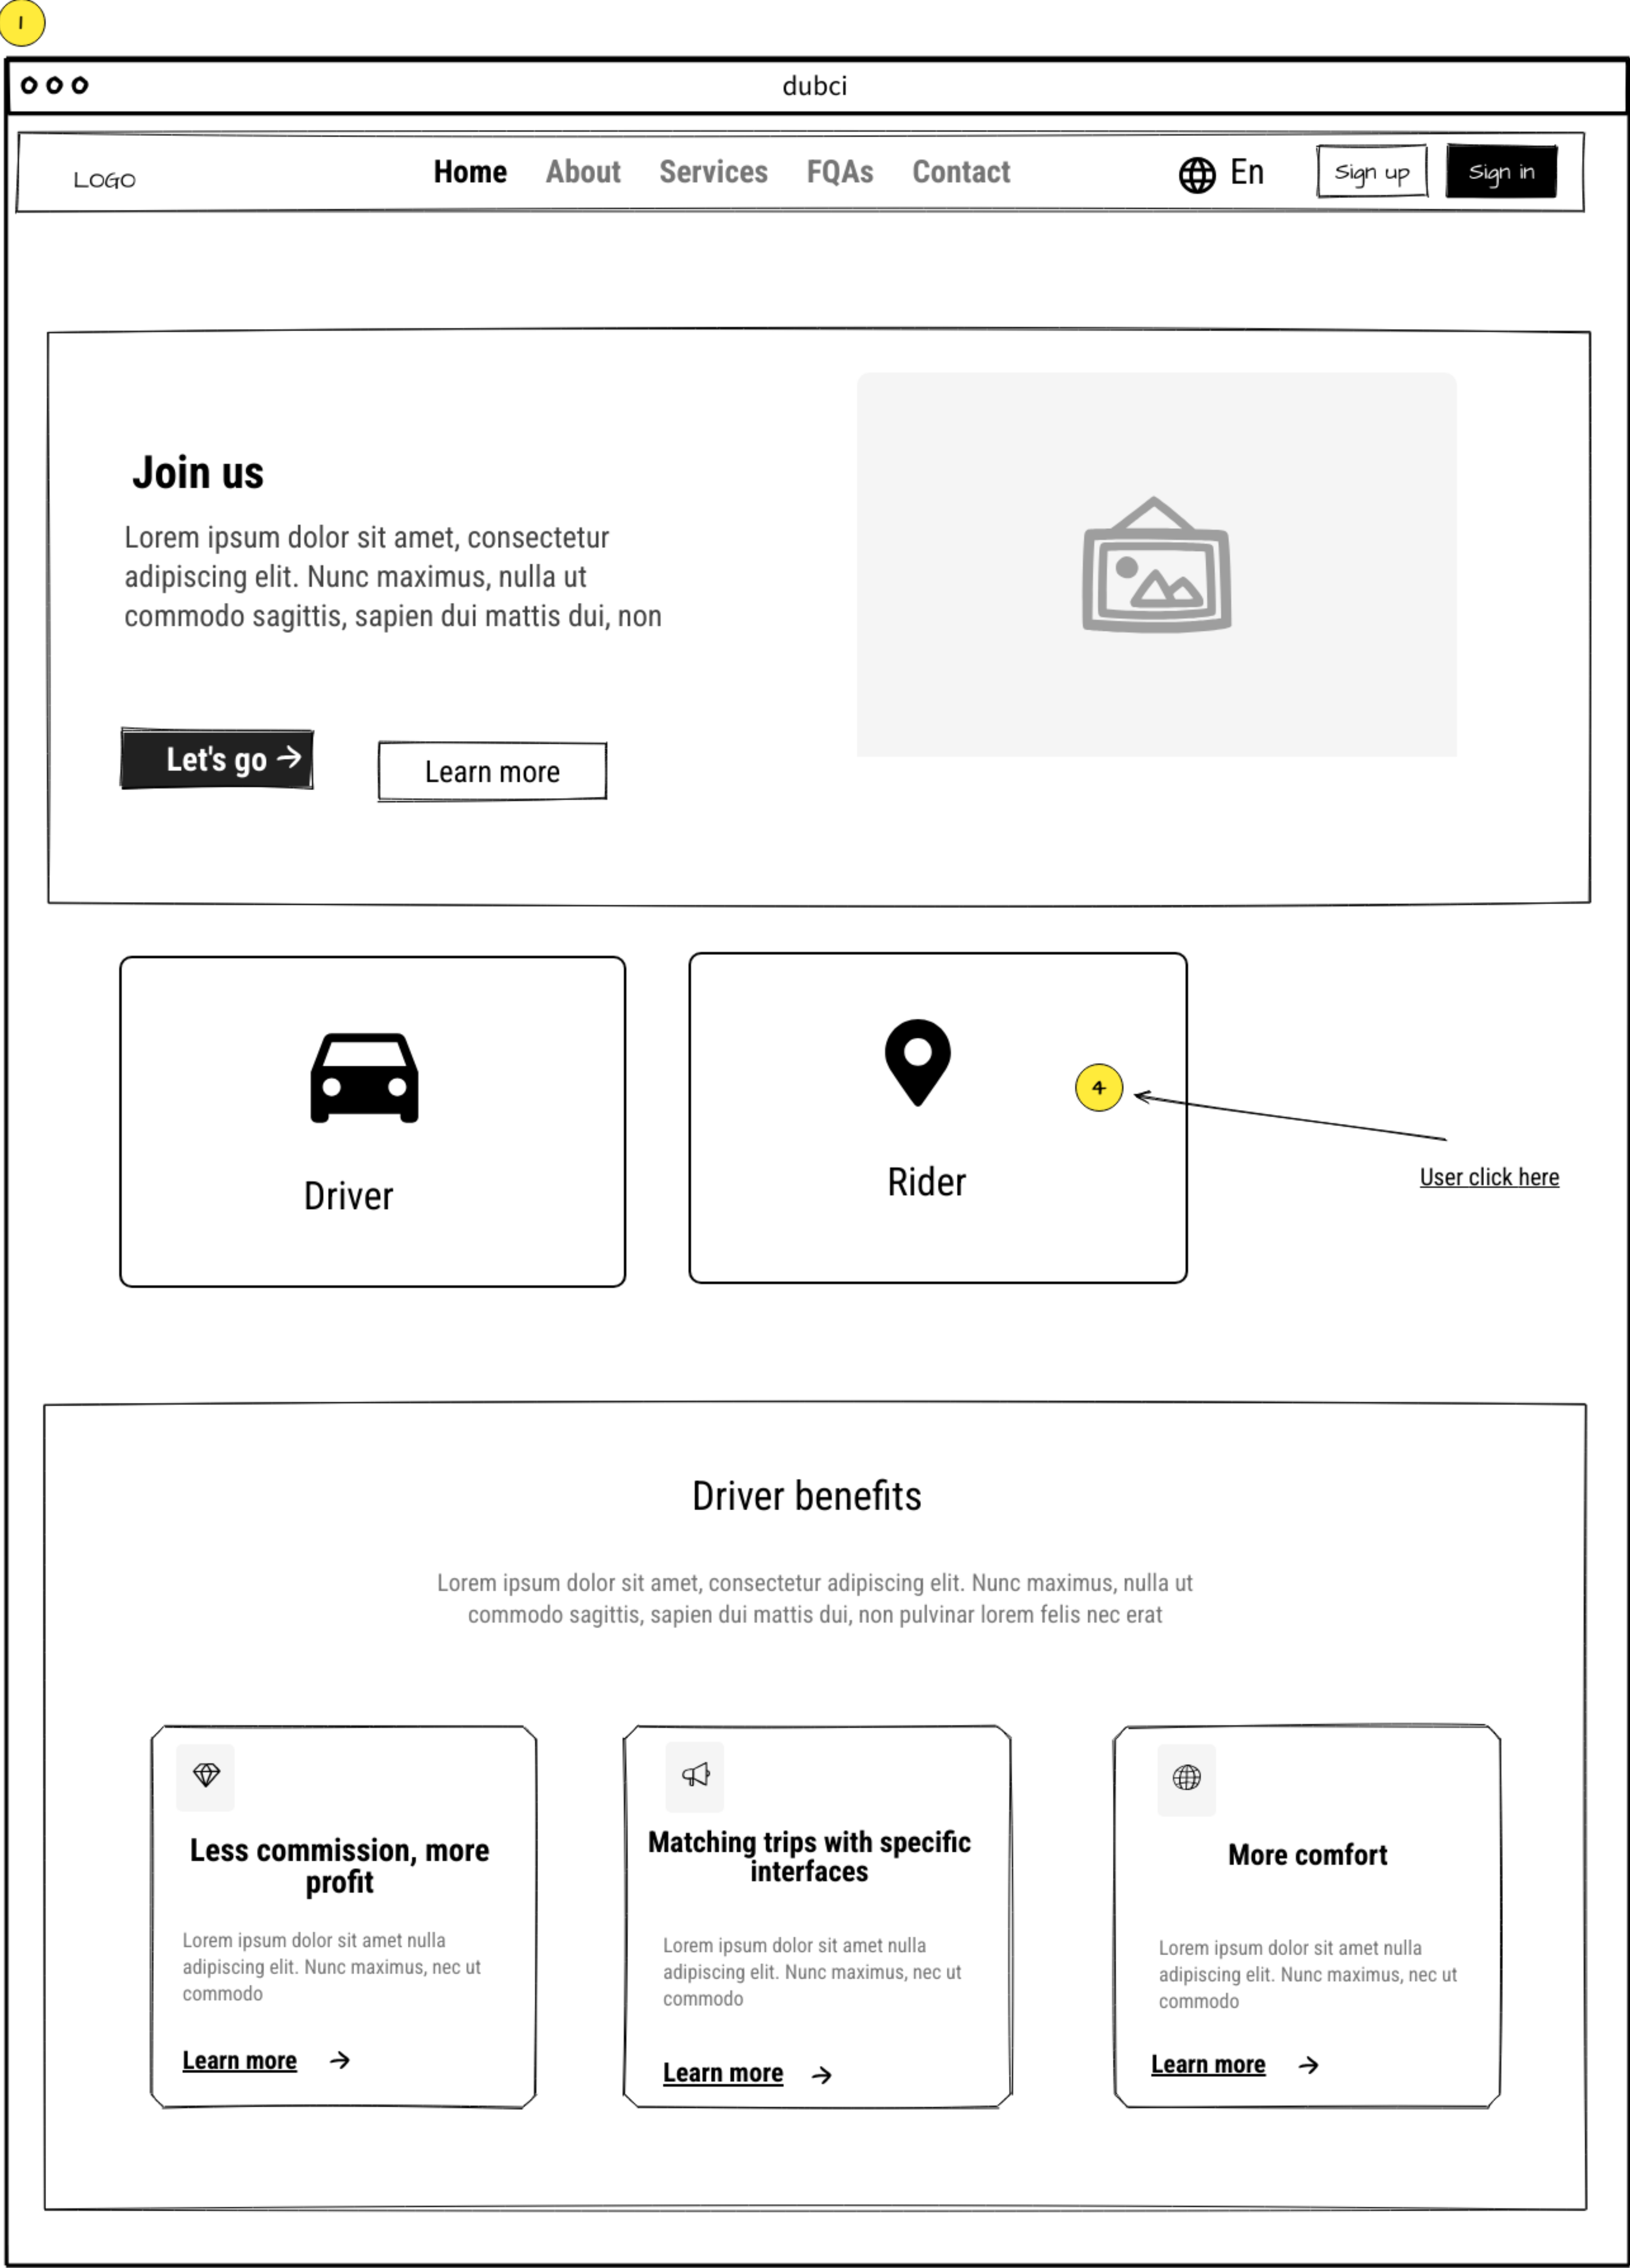 1
dubci
LOGO
Home About Services FQAs Contact
En
Sign up
Sign in
Join us
Lorem ipsum dolor sit amet, consectetur
adipiscing elit. Nunc maximus, nulla ut
commodo sagittis, sapien dui mattis dui, non
Let's go →
Learn more
Driver
Rider
4
User click here
Driver benefits
Lorem ipsum dolor sit amet, consectetur adipiscing elit. Nunc maximus, nulla ut
commodo sagittis, sapien dui mattis dui, non pulvinar lorem felis nec erat
Less commission, more
profit
Lorem ipsum dolor sit amet nulla
adipiscing elit. Nunc maximus, nec ut
commodo
Learn more →
Matching trips with specific
interfaces
Lorem ipsum dolor sit amet nulla
adipiscing elit. Nunc maximus, nec ut
commodo
Learn more →
More comfort
Lorem ipsum dolor sit amet nulla
adipiscing elit. Nunc maximus, nec ut
commodo
Learn more →